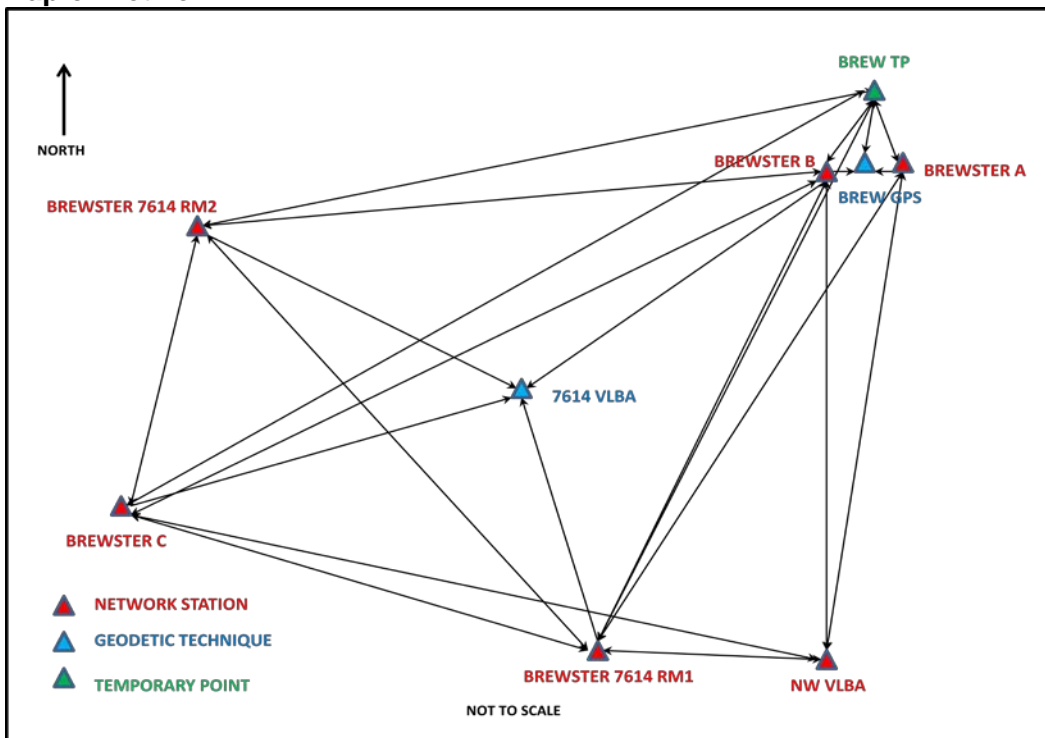 BREW TP
NORTH
BREWSTER B
BREWSTER A
BREW GPS
BREWSTER 7614 RM2
7614 VLBA
BREWSTER C
NETWORK STATION
GEODETIC TECHNIQUE
TEMPORARY POINT
BREWSTER 7614 RM1
NW VLBA
NOT TO SCALE